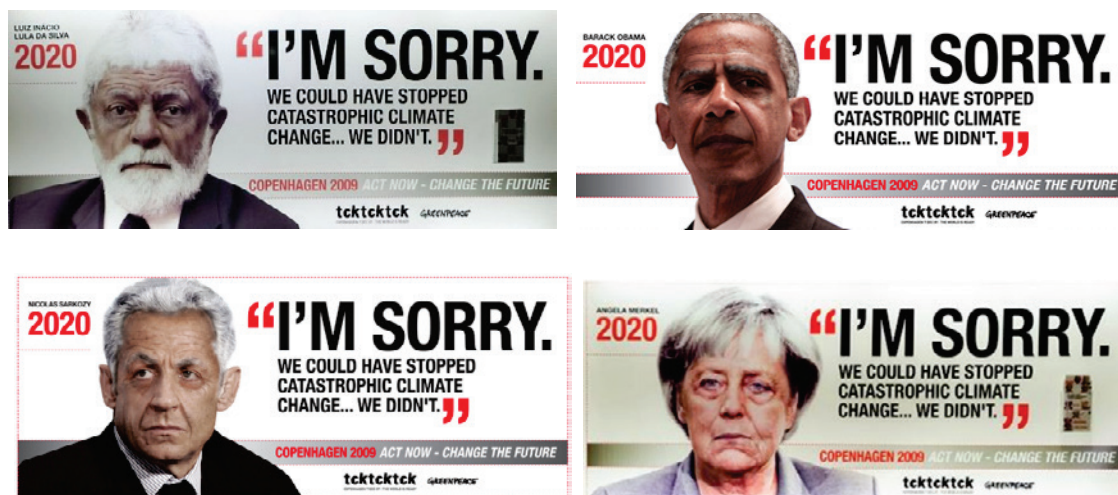 LUIZ INÁCIO
LULA DA SILVA
2020
“I'M SORRY.
WE COULD HAVE STOPPED
CATASTROPHIC CLIMATE
CHANGE... WE DIDN'T.”
COPENHAGEN 2009 ACT NOW - CHANGE THE FUTURE
tcktcktck GREENPEACE
BARACK OBAMA
2020
“I'M SORRY.
WE COULD HAVE STOPPED
CATASTROPHIC CLIMATE
CHANGE... WE DIDN'T.”
COPENHAGEN 2009 ACT NOW - CHANGE THE FUTURE
tcktcktck GREENPEACE
NICOLAS SARKOZY
2020
“I'M SORRY.
WE COULD HAVE STOPPED
CATASTROPHIC CLIMATE
CHANGE... WE DIDN'T.”
COPENHAGEN 2009 ACT NOW - CHANGE THE FUTURE
tcktcktck GREENPEACE
ANGELA MERKEL
2020
“I'M SORRY.
WE COULD HAVE STOPPED
CATASTROPHIC CLIMATE
CHANGE... WE DIDN'T.”
COPENHAGEN 2009 ACT NOW - CHANGE THE FUTURE
tcktcktck GREENPEACE